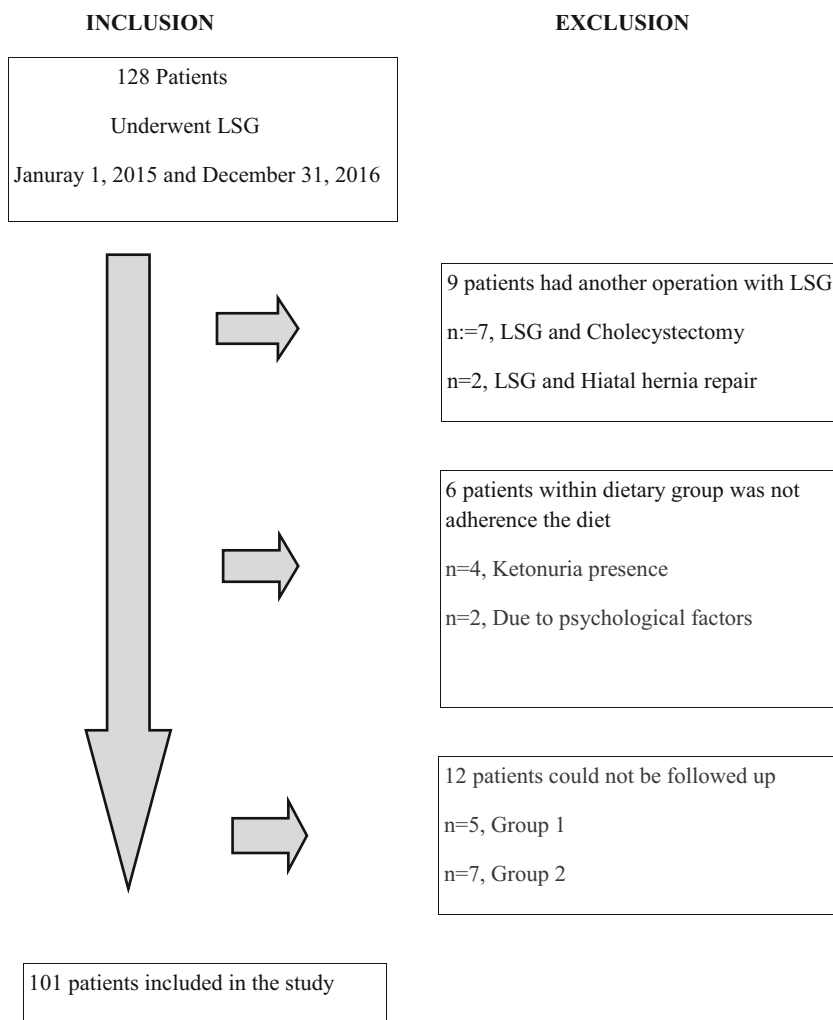 INCLUSION
EXCLUSION
128 Patients
Underwent LSG
Januray 1, 2015 and December 31, 2016
9 patients had another operation with LSG
n:=7, LSG and Cholecystectomy
n=2, LSG and Hiatal hernia repair
6 patients within dietary group was not
adherence the diet
n=4, Ketonuria presence
n=2, Due to psychological factors
12 patients could not be followed up
n=5, Group 1
n=7, Group 2
101 patients included in the study